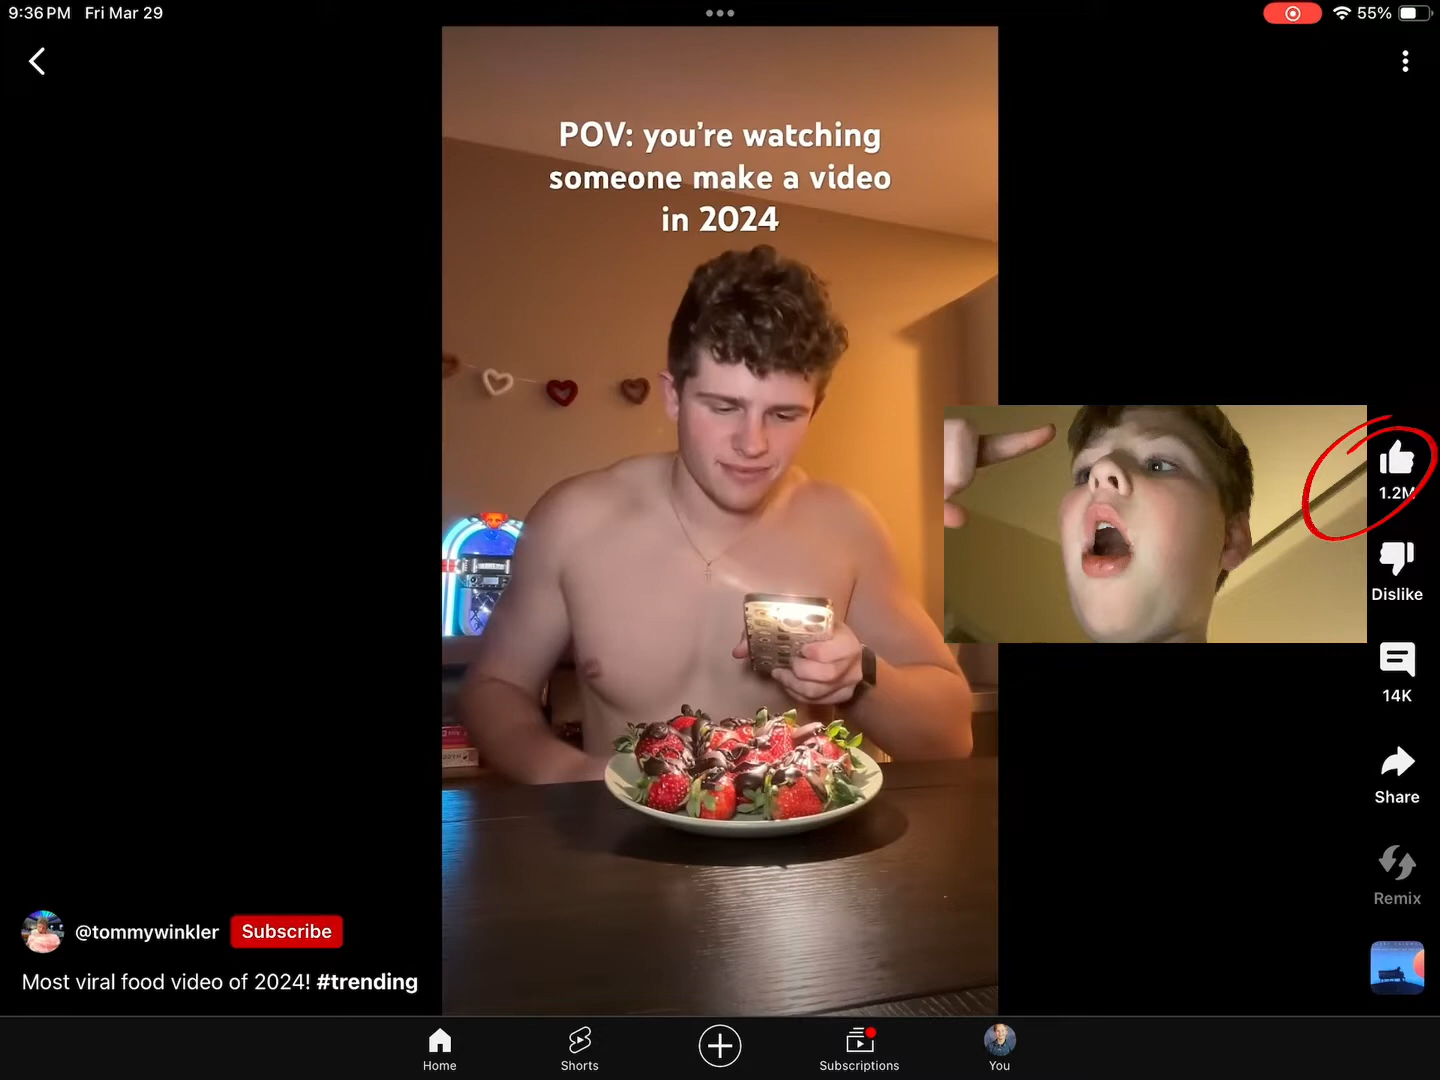 9:36 PM Fri Mar 29
55%
POV: you're watching
someone make a video
in 2024
1.2M
Dislike
14K
Share
Remix
@tommywinkler
Subscribe
Most viral food video of 2024! #trending
Home
Shorts
Subscriptions
You